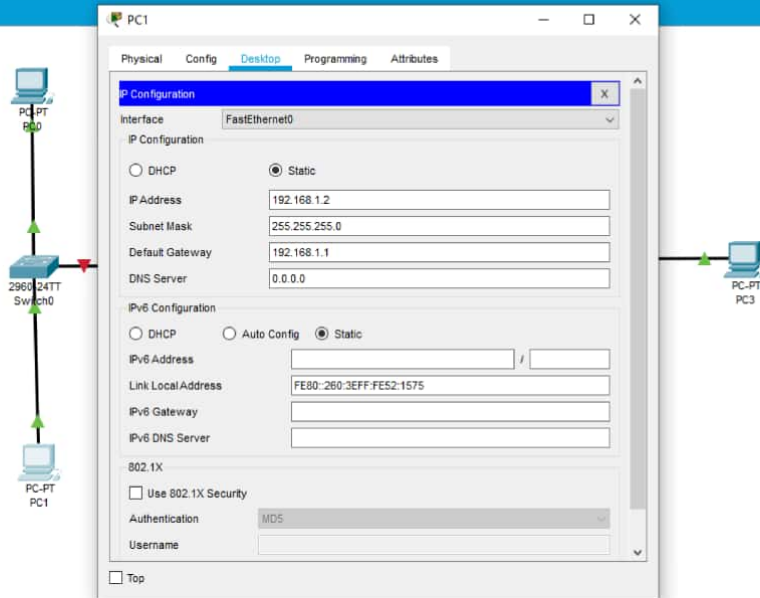 PC1
Physical Config Desktop Programming Attributes
IP Configuration X
Interface FastEthernet0
IP Configuration
DHCP Static
IP Address 192.168.1.2
Subnet Mask 255.255.255.0
Default Gateway 192.168.1.1
DNS Server 0.0.0.0
IPv6 Configuration
DHCP Auto Config Static
IPv6 Address /
Link Local Address FE80::260:3EFF:FE52:1575
IPv6 Gateway
IPv6 DNS Server
802.1X
Use 802.1X Security
Authentication MD5
Username
Top
PC-PT
PC0
2960-24TT
Switch0
PC-PT
PC1
PC-PT
PC3